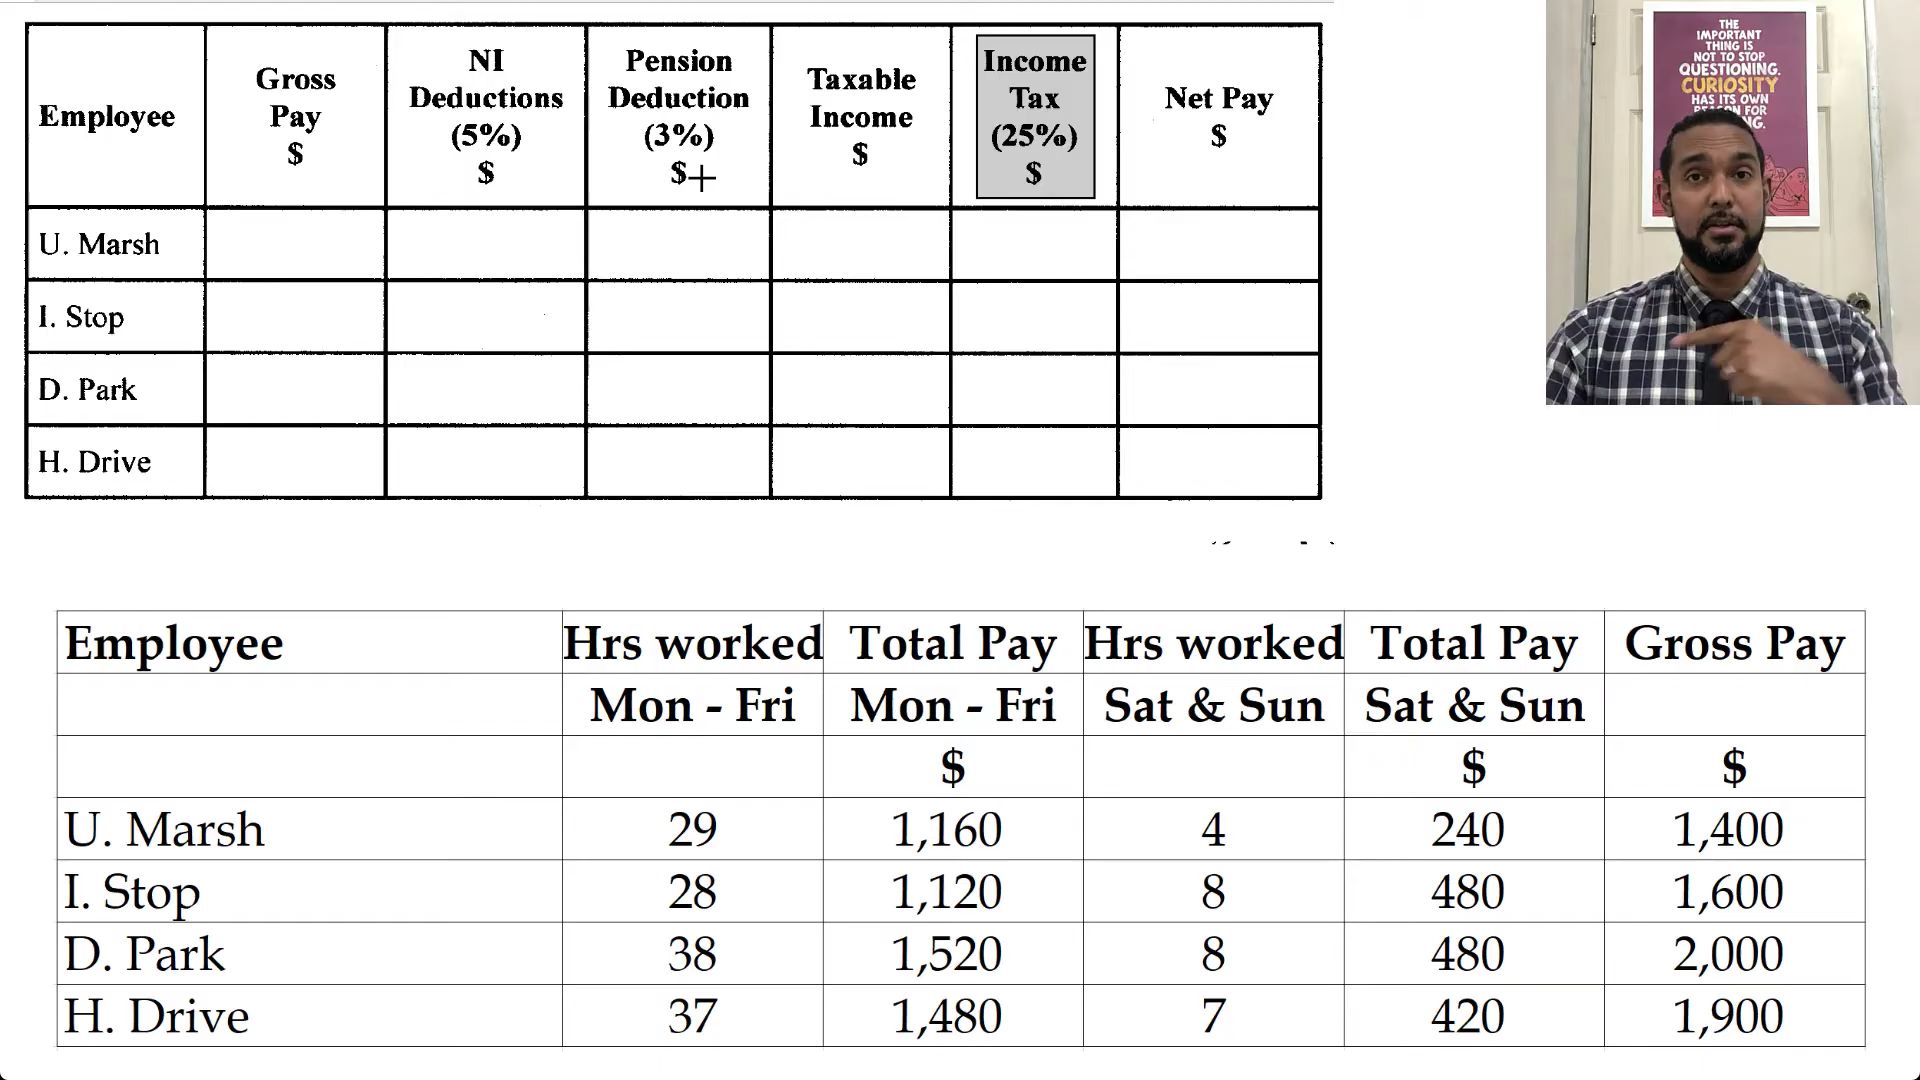 Employee
Gross
Pay
$
NI
Deductions
(5%)
$
Pension
Deduction
(3%)
$
Taxable
Income
$
Income
Tax
(25%)
$
Net Pay
$
U. Marsh
I. Stop
D. Park
H. Drive
THE
IMPORTANT
THING IS
NOT TO STOP
QUESTIONING.
CURIOSITY
HAS ITS OWN
FOR
Employee Hrs worked Total Pay Hrs worked Total Pay Gross Pay
Mon - Fri Mon - Fri Sat & Sun Sat & Sun
$ $ $
U. Marsh 29 1,160 4 240 1,400
I. Stop 28 1,120 8 480 1,600
D. Park 38 1,520 8 480 2,000
H. Drive 37 1,480 7 420 1,900